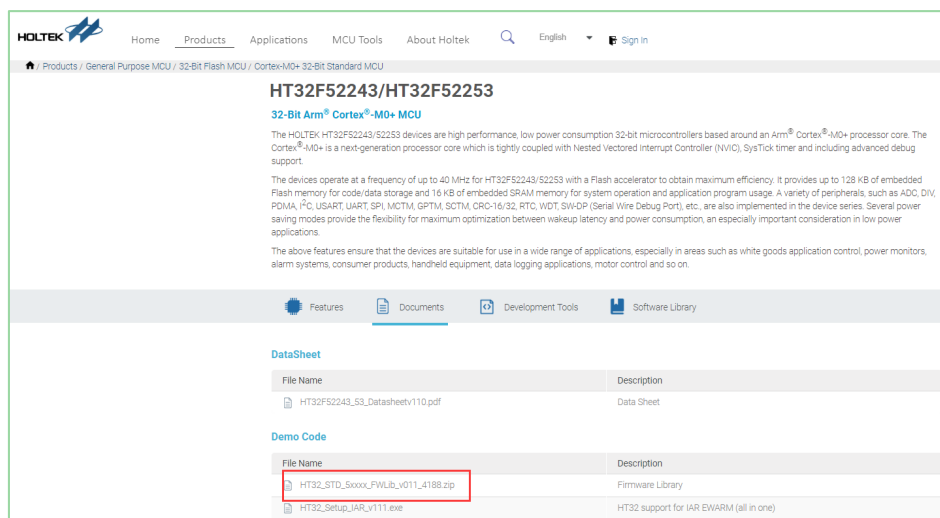 HOLTEK
Home Products Applications MCU Tools About Holtek English Sign In
/ Products / General Purpose MCU / 32-Bit Flash MCU / Cortex-M0+ 32-Bit Standard MCU
HT32F52243/HT32F52253
32-Bit Arm® Cortex®-M0+ MCU
The HOLTEK HT32F52243/52253 devices are high performance, low power consumption 32-bit microcontrollers based around an Arm® Cortex®-M0+ processor core. The
Cortex®-M0+ is a next-generation processor core which is tightly coupled with Nested Vectored Interrupt Controller (NVIC), SysTick timer and including advanced debug
support.
The devices operate at a frequency of up to 40 MHz for HT32F52243/52253 with a Flash accelerator to obtain maximum efficiency. It provides up to 128 KB of embedded
Flash memory for code/data storage and 16 KB of embedded SRAM memory for system operation and application program usage. A variety of peripherals, such as ADC, DIV,
PDMA, I²C, USART, UART, SPI, MCTM, GPTM, SCTM, CRC-16/32, RTC, WDT, SW-DP (Serial Wire Debug Port), etc., are also implemented in the device series. Several power
saving modes provide the flexibility for maximum optimization between wakeup latency and power consumption, an especially important consideration in low power
applications.
The above features ensure that the devices are suitable for use in a wide range of applications, especially in areas such as white goods application control, power monitors,
alarm systems, consumer products, handheld equipment, data logging applications, motor control and so on.
Features Documents Development Tools Software Library
DataSheet
File Name Description
HT32F52243_53_Datasheetv110.pdf Data Sheet
Demo Code
File Name Description
HT32_STD_5xxxx_FWLib_v011_4188.zip Firmware Library
HT32_Setup_IAR_v111.exe HT32 support for IAR EWARM (all in one)